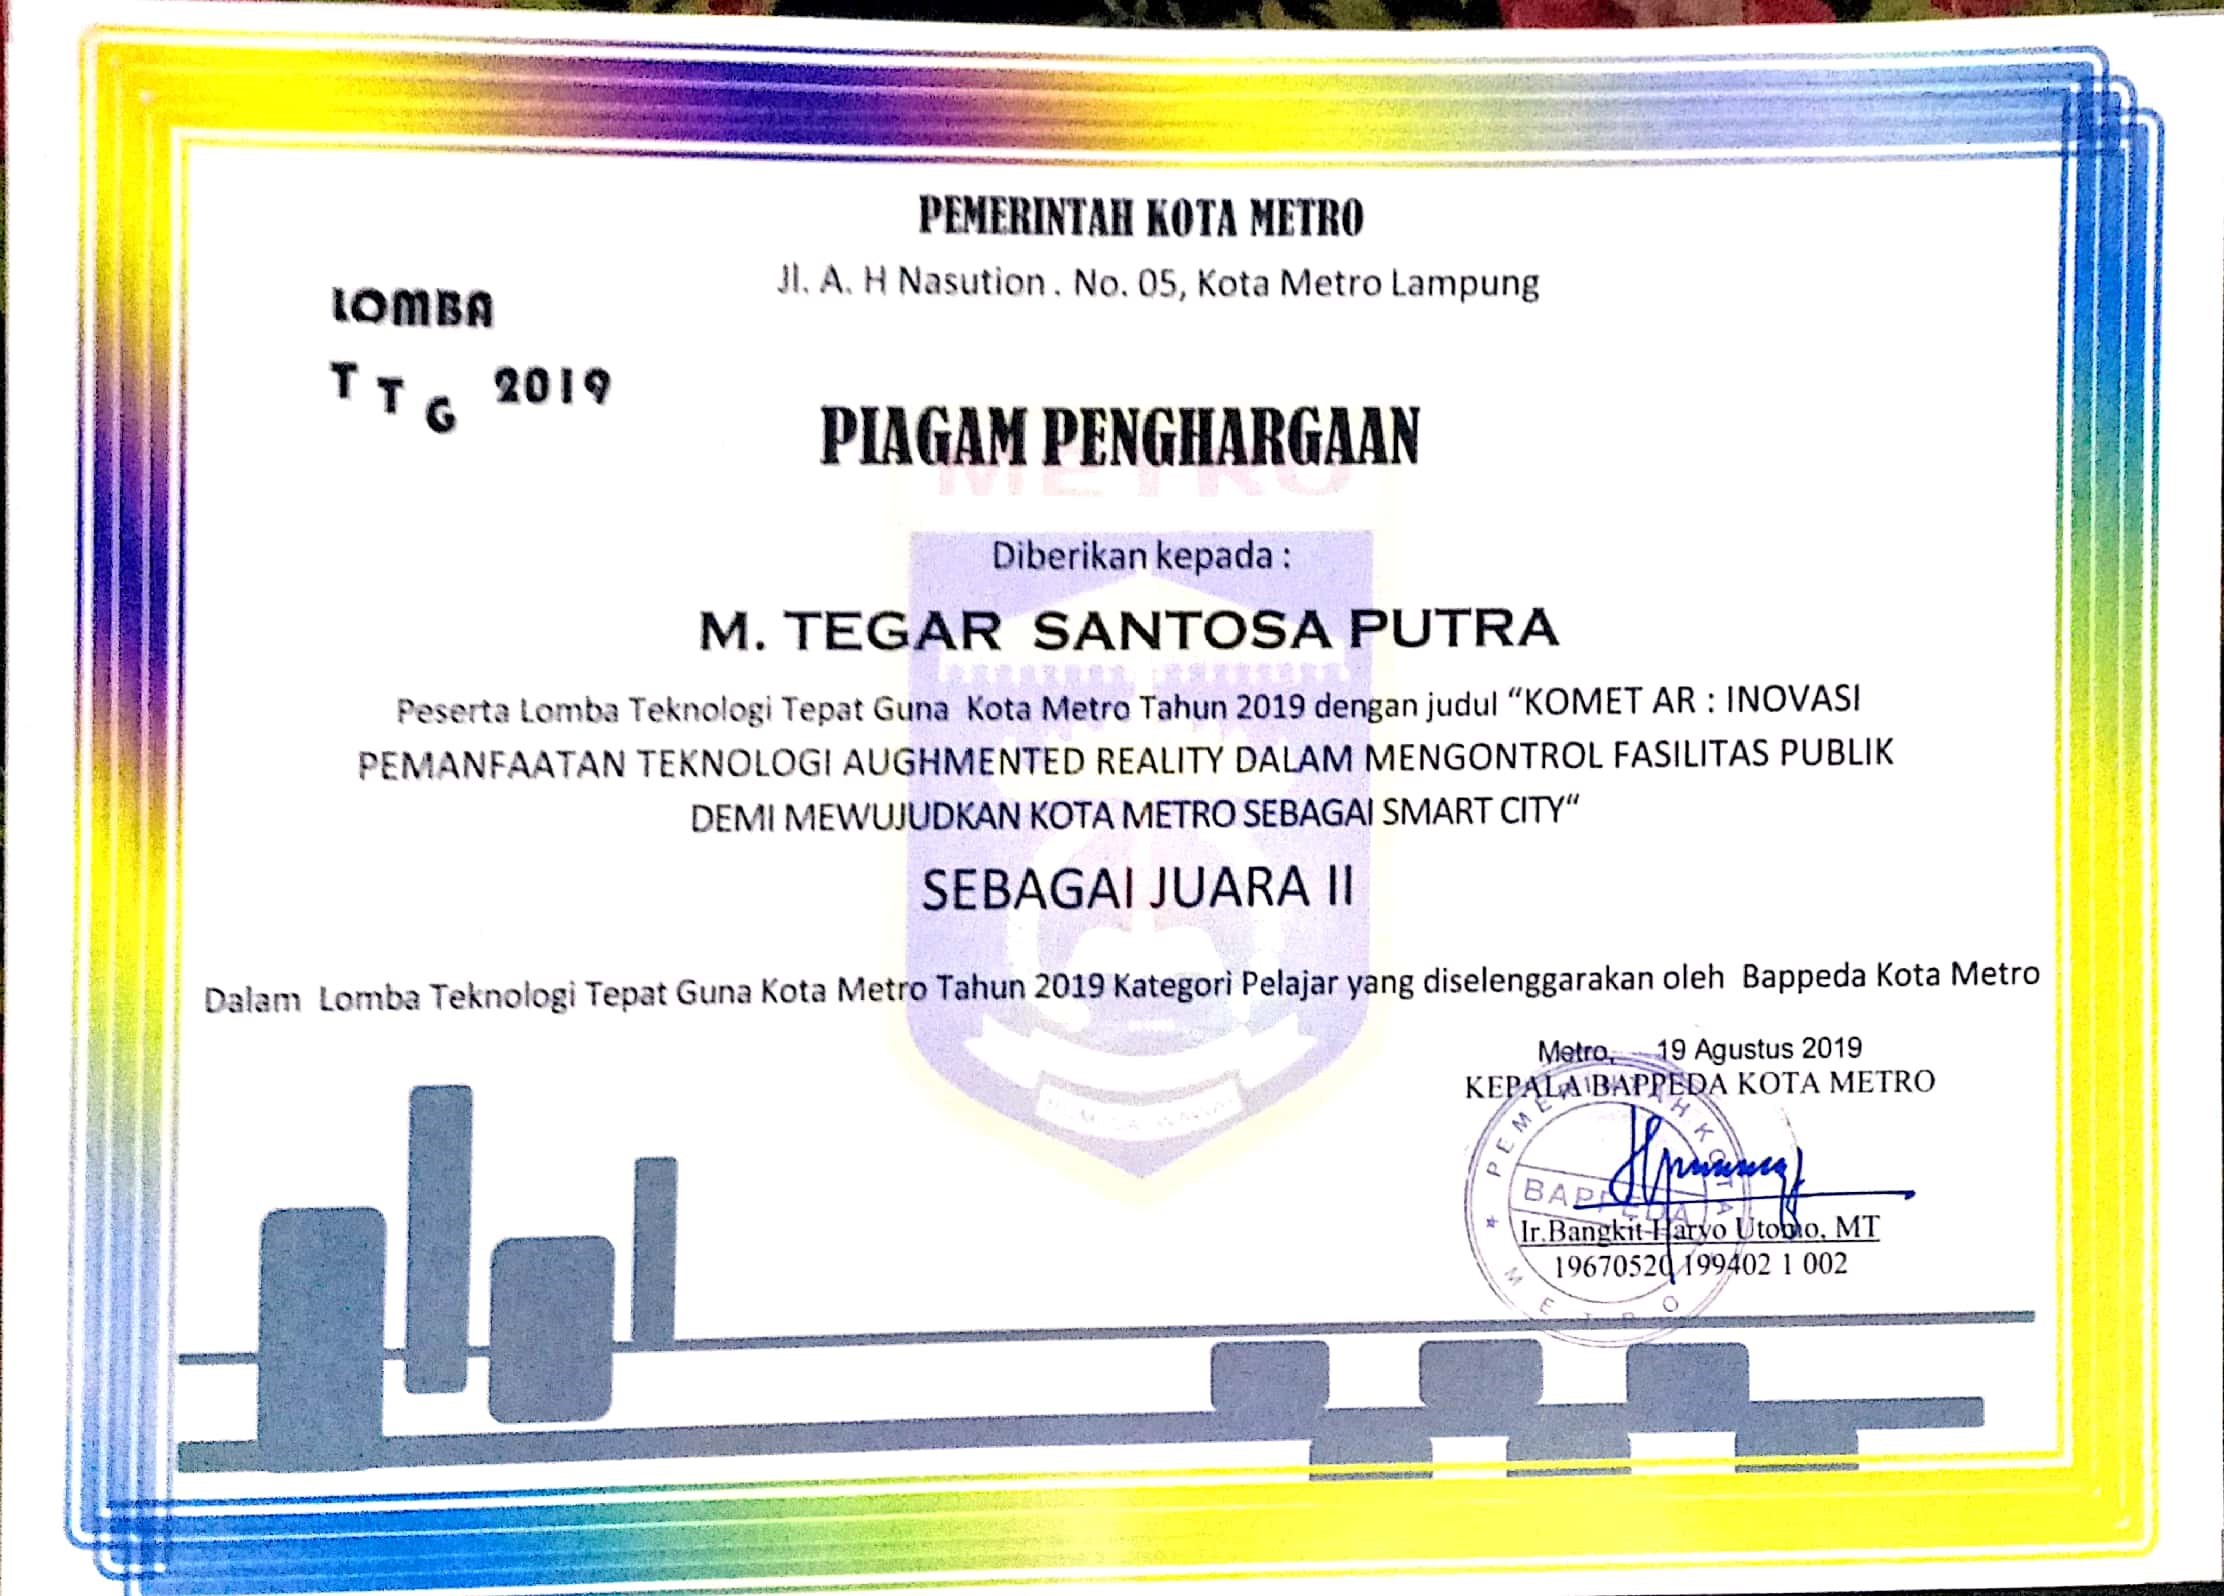 PEMERINTAH KOTA METRO
Jl. A. H Nasution . No. 05, Kota Metro Lampung
LOMBA
TTG 2019
PIAGAM PENGHARGAAN
METRO
Diberikan kepada :
M. TEGAR SANTOSA PUTRA
Peserta Lomba Teknologi Tepat Guna Kota Metro Tahun 2019 dengan judul “KOMET AR : INOVASI
PEMANFAATAN TEKNOLOGI AUGHMENTED REALITY DALAM MENGONTROL FASILITAS PUBLIK
DEMI MEWUJUDKAN KOTA METRO SEBAGAI SMART CITY“
SEBAGAI JUARA II
Dalam Lomba Teknologi Tepat Guna Kota Metro Tahun 2019 Kategori Pelajar yang diselenggarakan oleh Bappeda Kota Metro
Metro, 19 Agustus 2019
KEPALA BAPPEDA KOTA METRO
PEMERINTAH KOTA
BAPPEDA
METRO
Ir.Bangkit Haryo Utomo, MT
19670520 199402 1 002